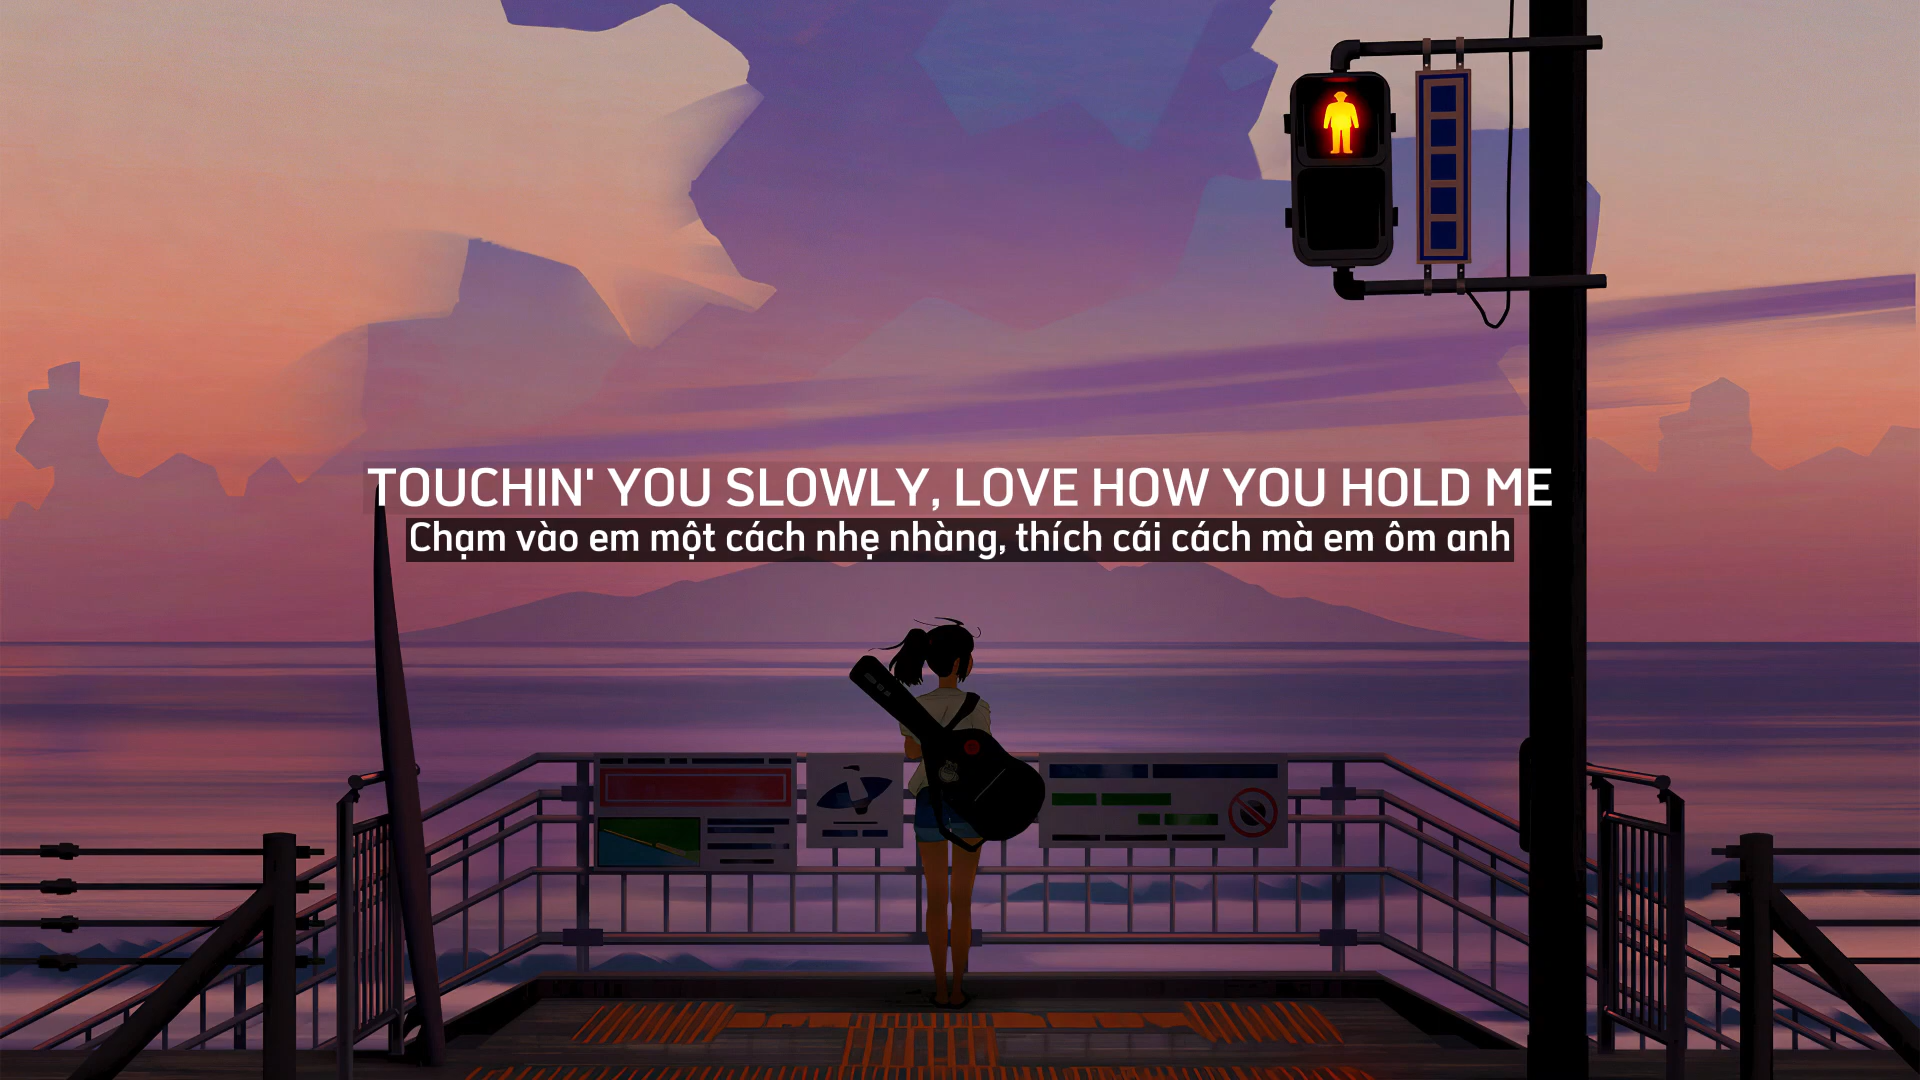 TOUCHIN' YOU SLOWLY, LOVE HOW YOU HOLD ME
Chạm vào em một cách nhẹ nhàng, thích cái cách mà em ôm anh